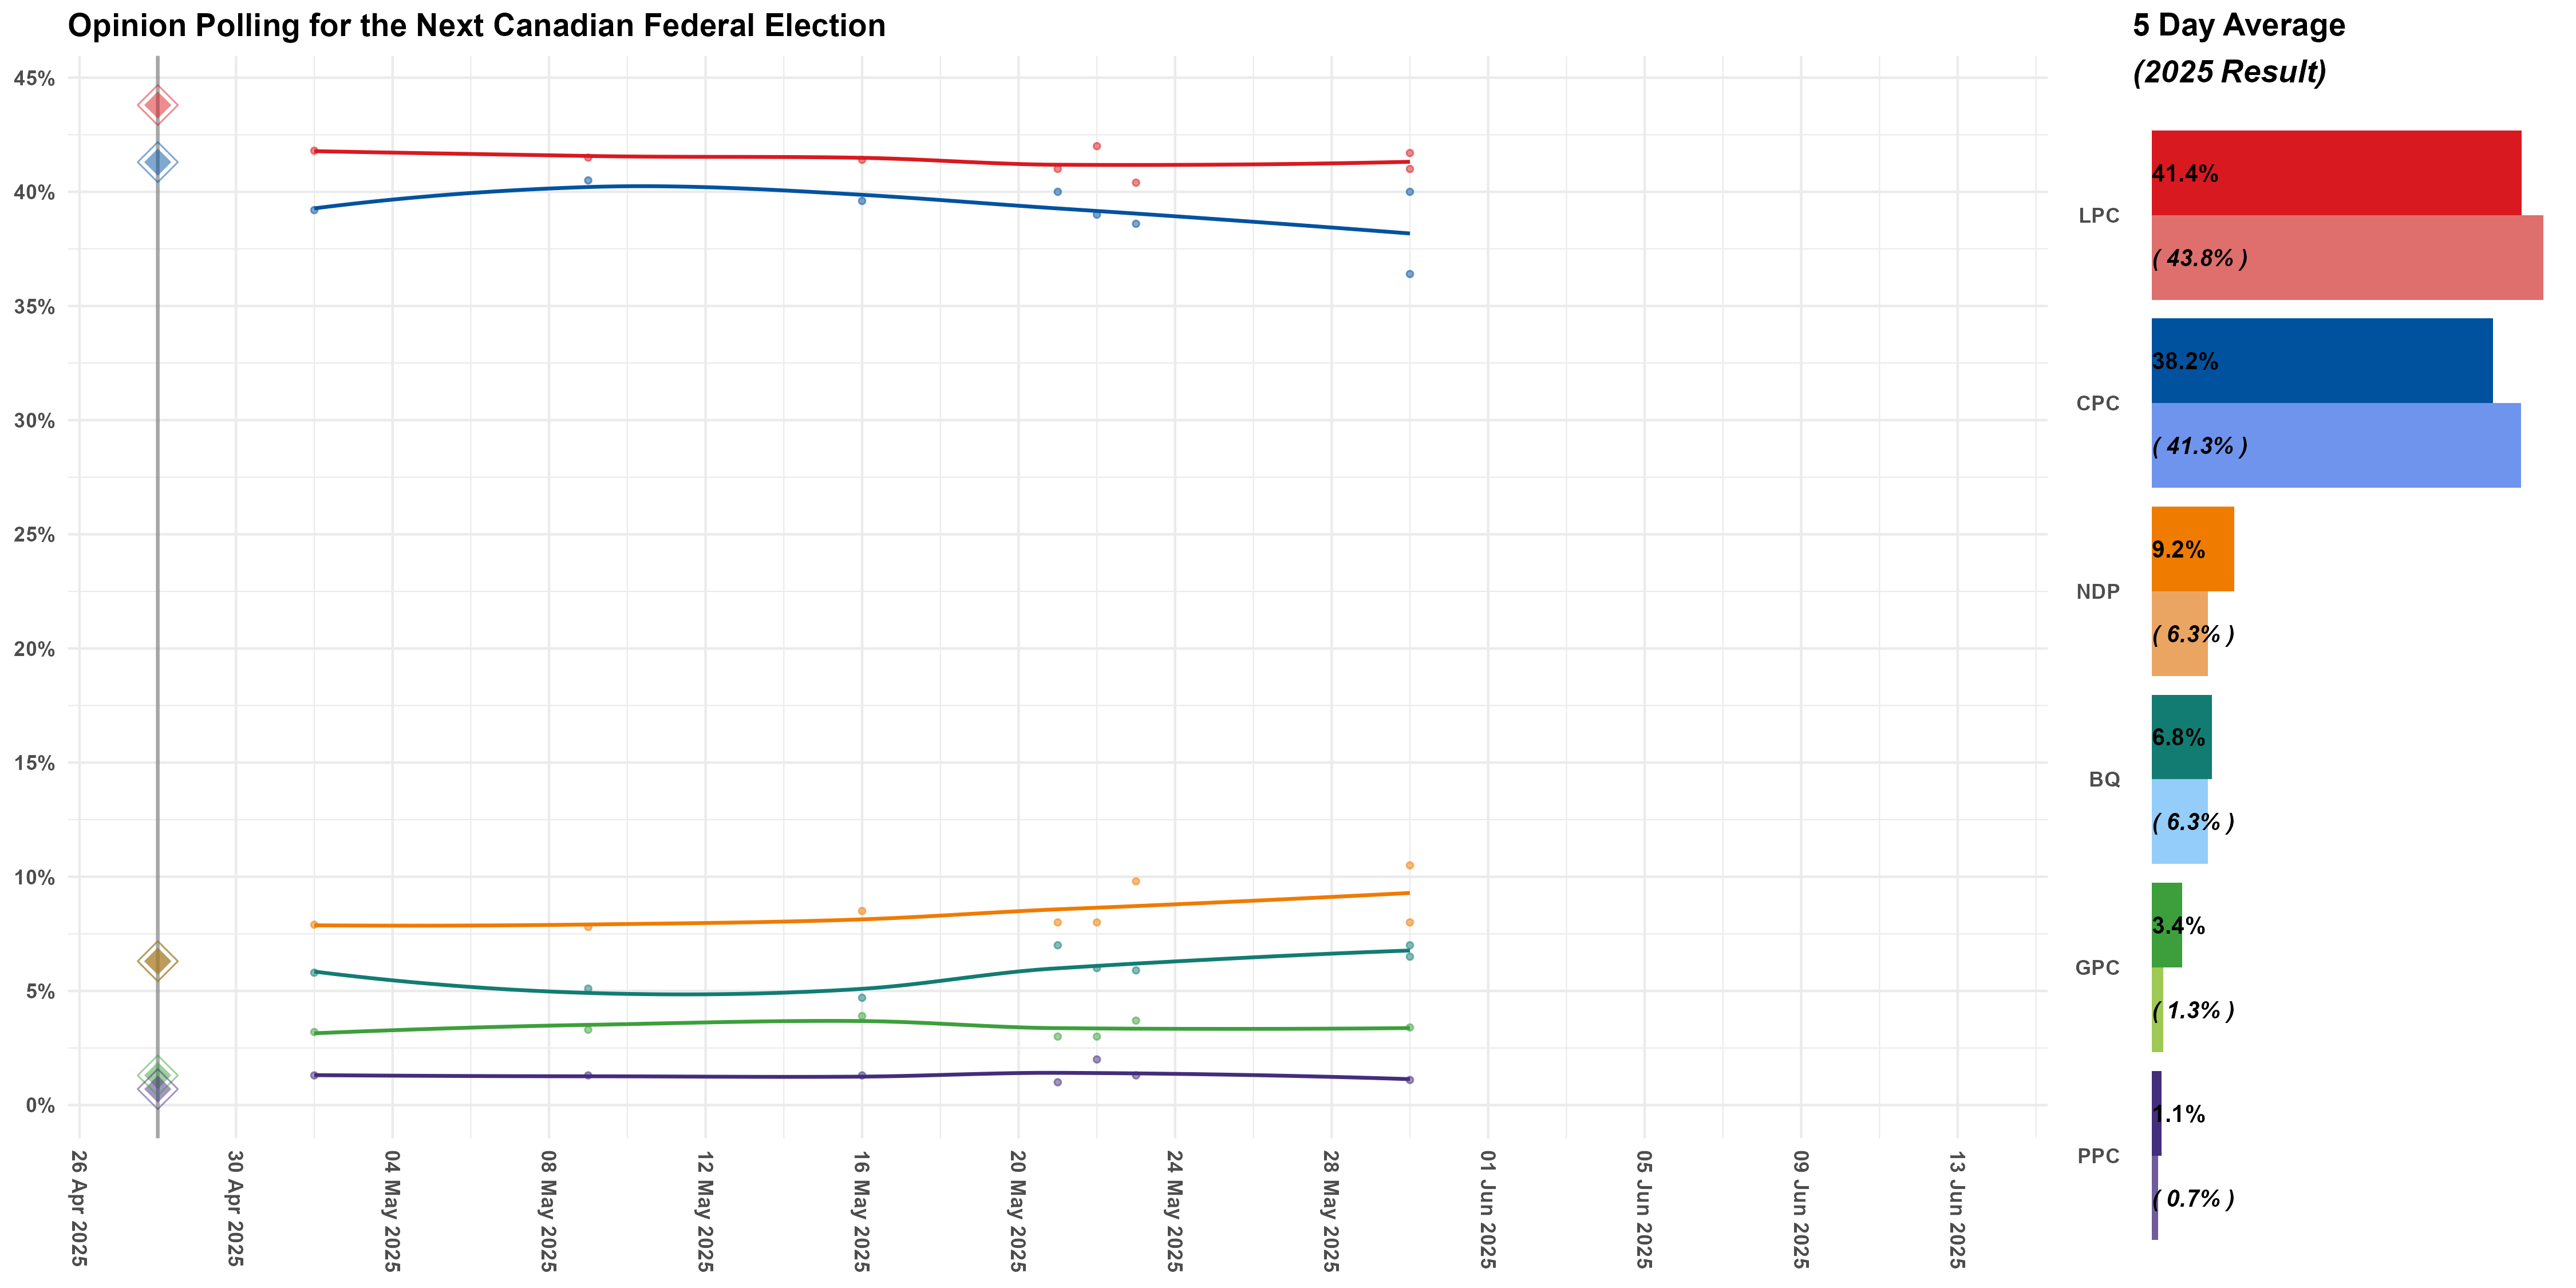 Opinion Polling for the Next Canadian Federal Election
45%
40%
35%
30%
25%
20%
15%
10%
5%
0%
26 Apr 2025
30 Apr 2025
04 May 2025
08 May 2025
12 May 2025
16 May 2025
20 May 2025
24 May 2025
28 May 2025
01 Jun 2025
05 Jun 2025
09 Jun 2025
13 Jun 2025
5 Day Average
(2025 Result)
LPC
41.4%
( 43.8% )
CPC
38.2%
( 41.3% )
NDP
9.2%
( 6.3% )
BQ
6.8%
( 6.3% )
GPC
3.4%
( 1.3% )
PPC
1.1%
( 0.7% )